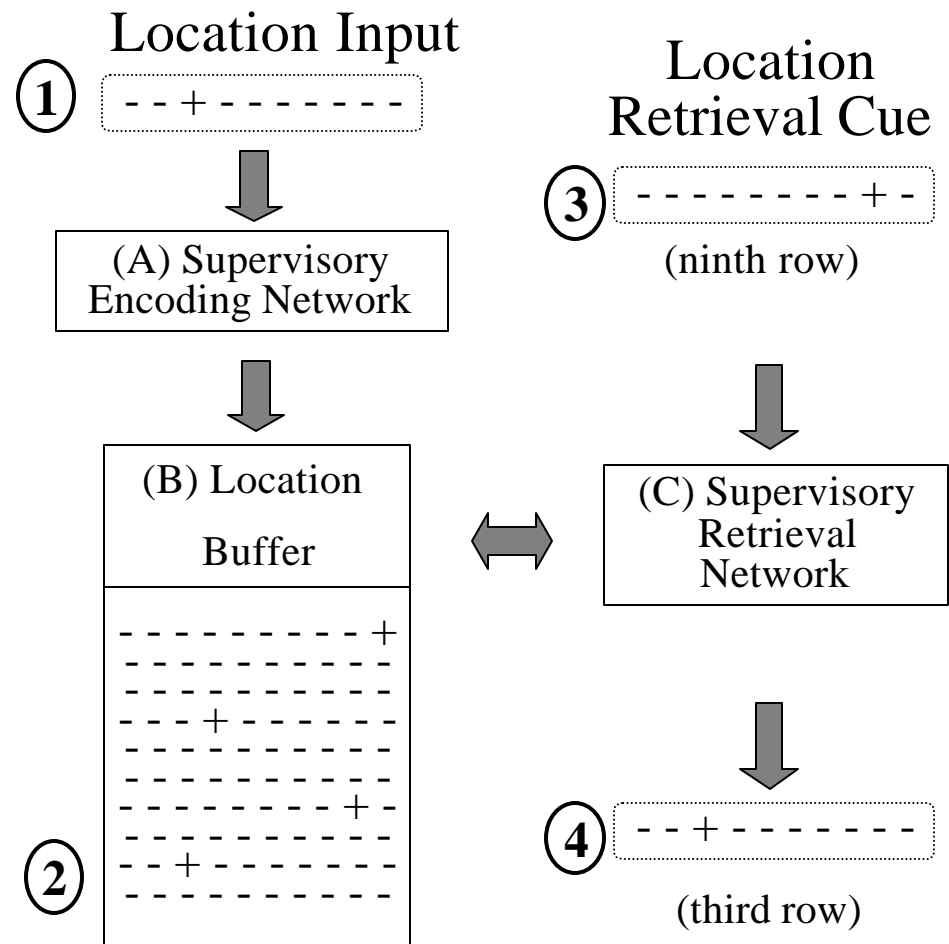 Location Input
1
- - + - - - - - - -
(A) Supervisory
Encoding Network
(B) Location
Buffer
- - - - - - - - - +
- - - - - - - - - -
- - - - - - - - - -
- - - + - - - - - -
- - - - - - - - - -
- - - - - - - - - -
- - - - - - - - + -
- - - - - - - - - -
2
- - + - - - - - - -
- - - - - - - - - -
Location
Retrieval Cue
3
- - - - - - - - + -
(ninth row)
(C) Supervisory
Retrieval
Network
4
- - + - - - - - - -
(third row)